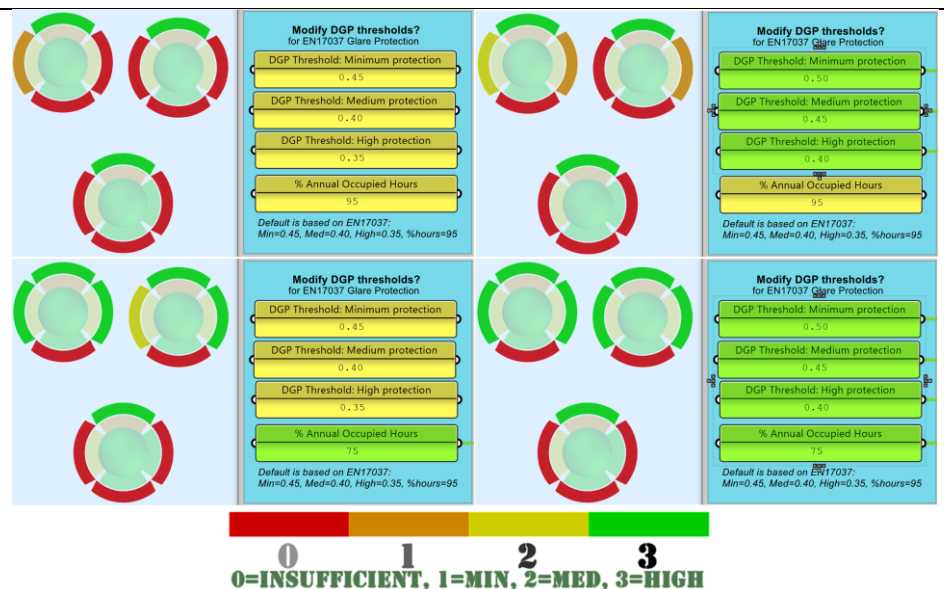 Modify DGP thresholds?
for EN17037 Glare Protection
DGP Threshold: Minimum protection
0.45
DGP Threshold: Medium protection
0.40
DGP Threshold: High protection
0.35
% Annual Occupied Hours
95
Default is based on EN17037:
Min=0.45, Med=0.40, High=0.35, %hours=95
Modify DGP thresholds?
for EN17037 Glare Protection
DGP Threshold: Minimum protection
0.50
DGP Threshold: Medium protection
0.45
DGP Threshold: High protection
0.40
% Annual Occupied Hours
95
Default is based on EN17037:
Min=0.45, Med=0.40, High=0.35, %hours=95
Modify DGP thresholds?
for EN17037 Glare Protection
DGP Threshold: Minimum protection
0.45
DGP Threshold: Medium protection
0.40
DGP Threshold: High protection
0.35
% Annual Occupied Hours
75
Default is based on EN17037:
Min=0.45, Med=0.40, High=0.35, %hours=95
Modify DGP thresholds?
for EN17037 Glare Protection
DGP Threshold: Minimum protection
0.50
DGP Threshold: Medium protection
0.45
DGP Threshold: High protection
0.40
% Annual Occupied Hours
75
Default is based on EN17037:
Min=0.45, Med=0.40, High=0.35, %hours=95
0 1 2 3
0=INSUFFICIENT, 1=MIN, 2=MED, 3=HIGH